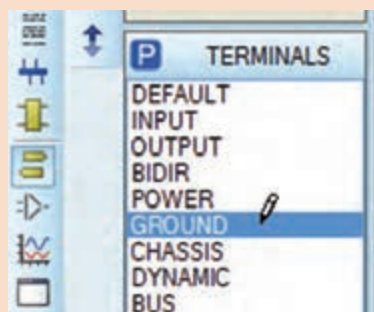 P TERMINALS
DEFAULT
INPUT
OUTPUT
BIDIR
POWER
GROUND
CHASSIS
DYNAMIC
BUS